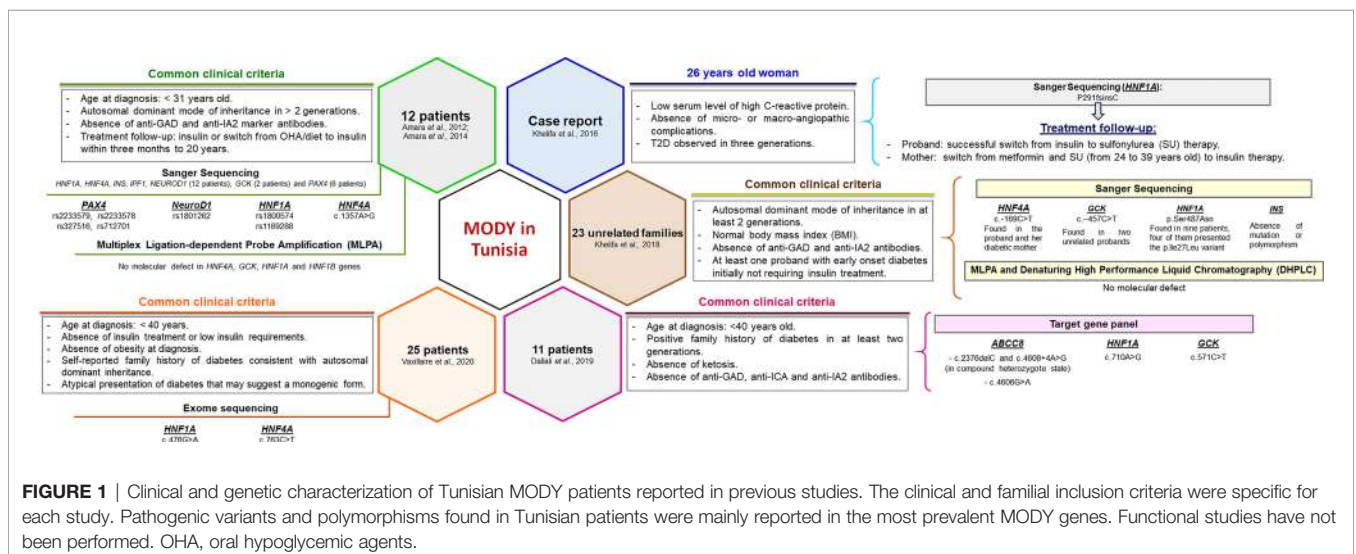 Common clinical criteria
- Age at diagnosis: < 31 years old.
- Autosomal dominant mode of inheritance in > 2 generations.
- Absence of anti-GAD and anti-IA2 marker antibodies.
- Treatment follow-up: insulin or switch from OHA/diet to insulin
within three months to 20 years.
Sanger Sequencing
HNF1A, HNF4A, INS, IPF1, NEUROD1 (12 patients), GCK (2 patients) and PAX4 (6 patients)
PAX4
rs2233579, rs2233578
rs327516, rs712701
NeuroD1
rs1801262
HNF1A
rs1800574
rs1169288
HNF4A
c.1357A>G
Multiplex Ligation-dependent Probe Amplification (MLPA)
No molecular defect in HNF4A, GCK, HNF1A and HNF1B genes
12 patients
Amara et al., 2012;
Amara et al., 2014
Case report
Khelifa et al., 2016
26 years old woman
- Low serum level of high C-reactive protein.
- Absence of micro- or macro-angiopathic
complications.
- T2D observed in three generations.
Sanger Sequencing (HNF1A):
P291fsinsC
Treatment follow-up:
- Proband: successful switch from insulin to sulfonylurea (SU) therapy.
- Mother: switch from metformin and SU (from 24 to 39 years old) to insulin therapy.
MODY in
Tunisia
23 unrelated families
Khelifa et al., 2018
Common clinical criteria
- Autosomal dominant mode of inheritance in at
least 2 generations.
- Normal body mass index (BMI).
- Absence of anti-GAD and anti-IA2 antibodies.
- At least one proband with early onset diabetes
initially not requiring insulin treatment.
Sanger Sequencing
HNF4A
c.-169C>T
Found in the
proband and her
diabetic mother
GCK
c.-457C>T
Found in two
unrelated probands
HNF1A
p.Ser487Asn
Found in nine patients,
four of them presented
the p.Ile27Leu variant
INS
Absence of
mutation or
polymorphism
MLPA and Denaturing High Performance Liquid Chromatography (DHPLC)
No molecular defect
Common clinical criteria
- Age at diagnosis: < 40 years.
- Absence of insulin treatment or low insulin requirements.
- Absence of obesity at diagnosis.
- Self-reported family history of diabetes consistent with autosomal
dominant inheritance.
- Atypical presentation of diabetes that may suggest a monogenic form.
Exome sequencing
HNF1A
c.476G>A
HNF4A
c.763C>T
25 patients
Vaxillaire et al., 2020
11 patients
Dallali et al., 2019
Common clinical criteria
- Age at diagnosis: <40 years old.
- Positive family history of diabetes in at least two
generations.
- Absence of ketosis.
- Absence of anti-GAD, anti-ICA and anti-IA2 antibodies.
Target gene panel
ABCC8
- c.2376delC and c.4608+4A>G
(in compound heterozygote state)
- c.4606G>A
HNF1A
c.710A>G
GCK
c.571C>T
FIGURE 1 | Clinical and genetic characterization of Tunisian MODY patients reported in previous studies. The clinical and familial inclusion criteria were specific for
each study. Pathogenic variants and polymorphisms found in Tunisian patients were mainly reported in the most prevalent MODY genes. Functional studies have not
been performed. OHA, oral hypoglycemic agents.